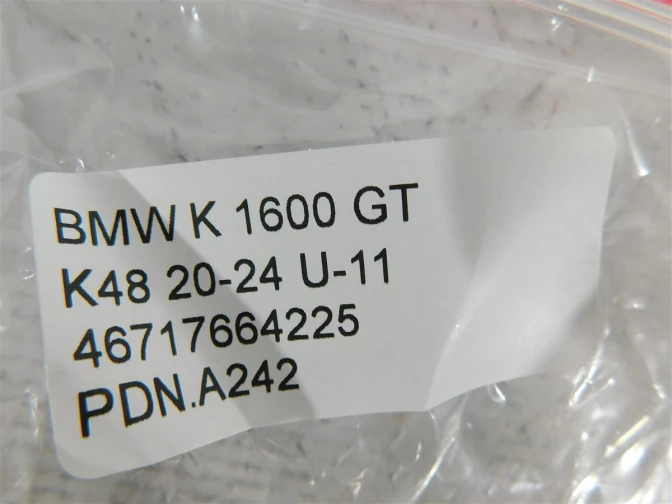 BMW K 1600 GT
K48 20-24 U-11
46717664225
PDN.A242